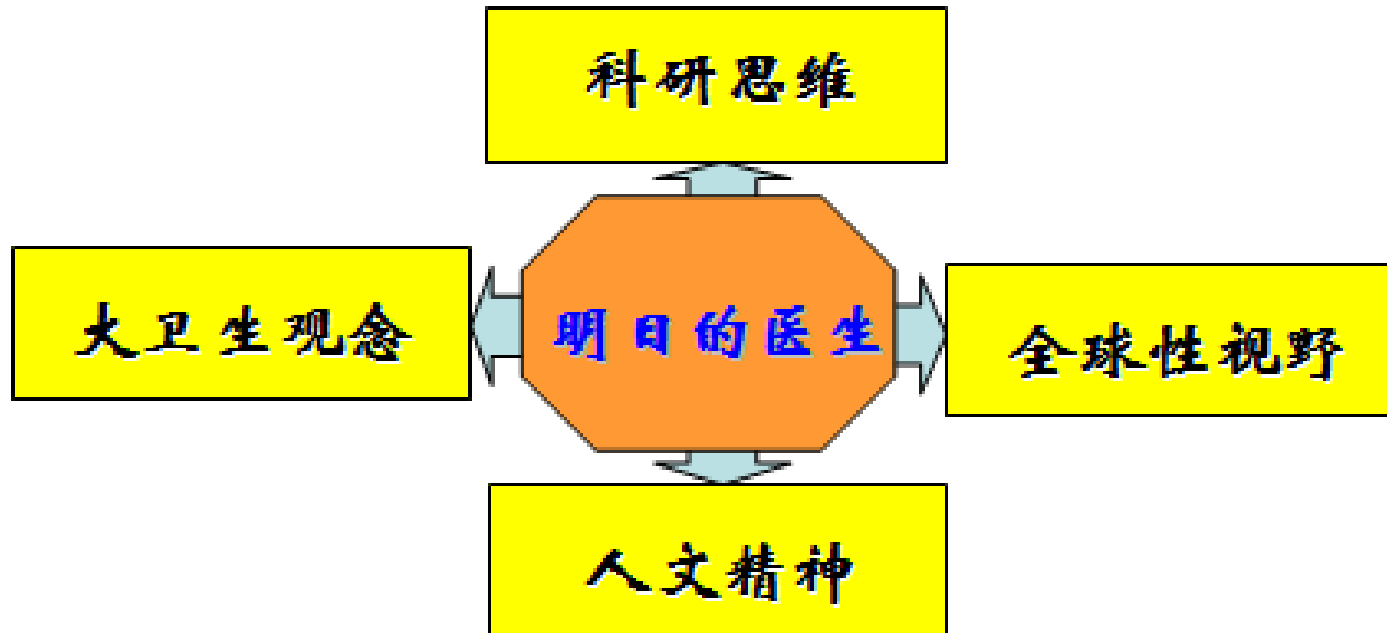 科研思维
大卫生观念
明日的医生
全球性视野
人文精神